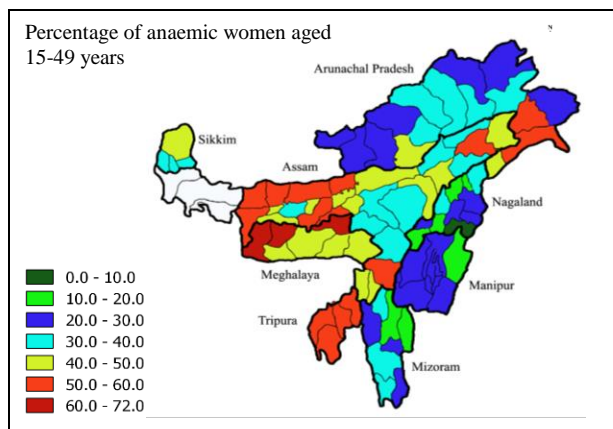 Percentage of anaemic women aged
15-49 years
N
Arunachal Pradesh
Sikkim
Assam
Nagaland
Meghalaya
Manipur
Tripura
Mizoram
0.0 - 10.0
10.0 - 20.0
20.0 - 30.0
30.0 - 40.0
40.0 - 50.0
50.0 - 60.0
60.0 - 72.0